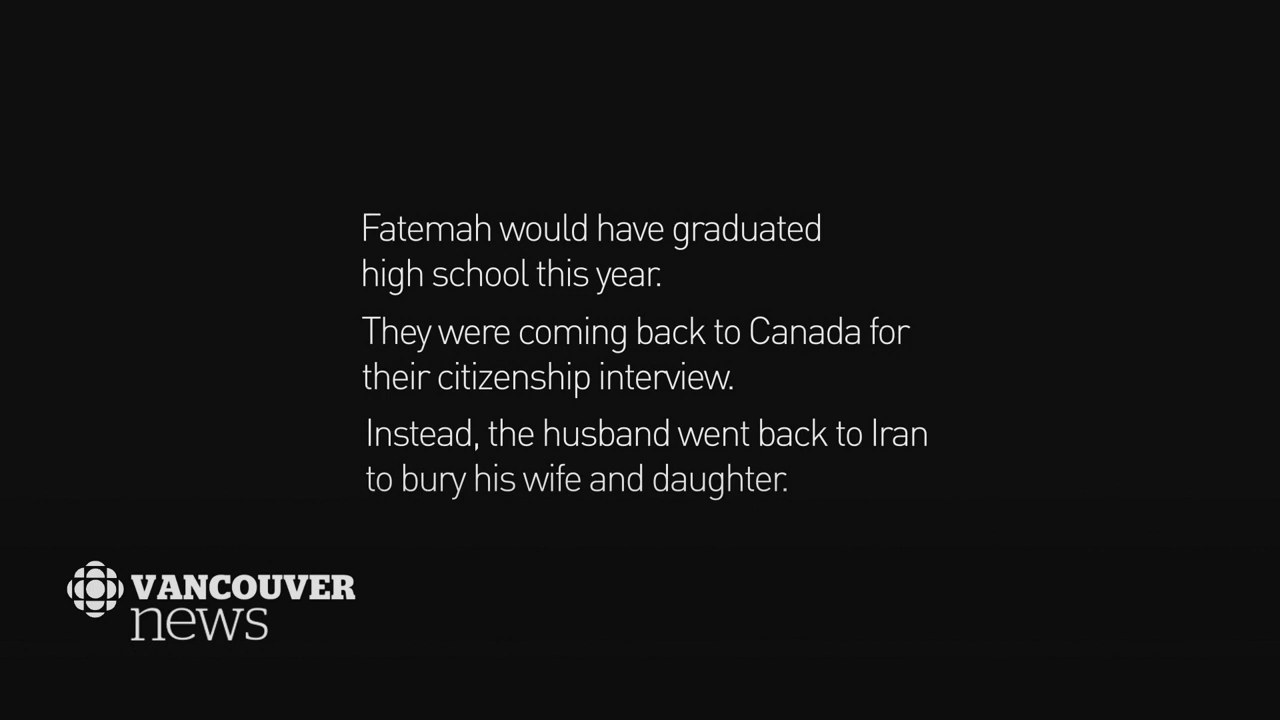 Fatemah would have graduated
high school this year.
They were coming back to Canada for
their citizenship interview.
Instead, the husband went back to Iran
to bury his wife and daughter.
VANCOUVER
news